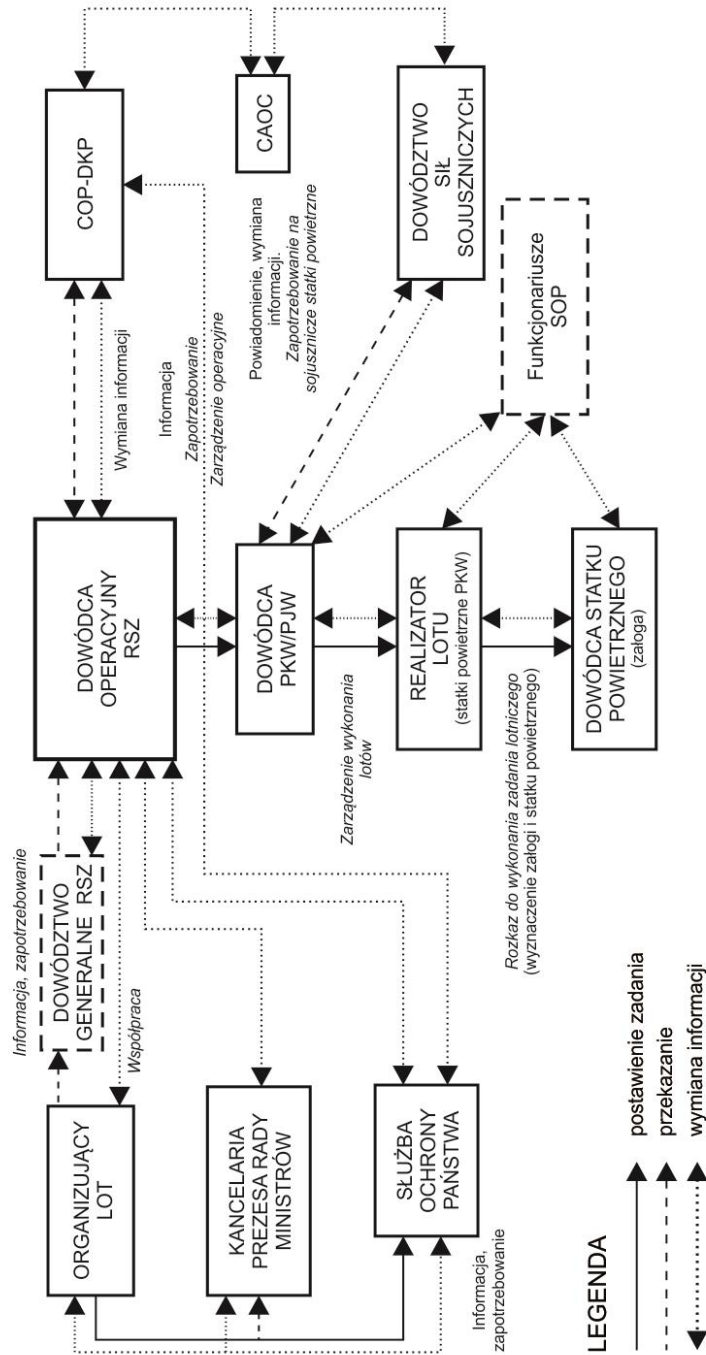 ORGANIZUJĄCY
LOT
Informacja, zapotrzebowanie
DOWÓDZTWO
GENERALNE RSZ
Współpraca
KANCELARIA
PREZESA RADY
MINISTRÓW
SŁUŻBA
OCHRONY
PAŃSTWA
Informacja,
zapotrzebowanie
DOWÓDCA
OPERACYJNY
RSZ
Wymiana informacji
COP-DKP
Informacja
Zapotrzebowanie
Zarządzenie operacyjne
CAOC
Powiadomienie, wymiana
informacji.
Zapotrzebowanie na
sojusznicze statki powietrzne
DOWÓDCA
PKW/PJW
DOWÓDZTWO
SIŁ
SOJUSZNICZYCH
Zarządzenie wykonania
lotów
REALIZATOR
LOTU
(statki powietrzne PKW)
Funkcjonariusze
SOP
Rozkaz do wykonania zadania lotniczego
(wyznaczenie załogi i statku powietrznego)
DOWÓDCA STATKU
POWIETRZNEGO
(załoga)
LEGENDA
postawienie zadania
przekazanie
wymiana informacji